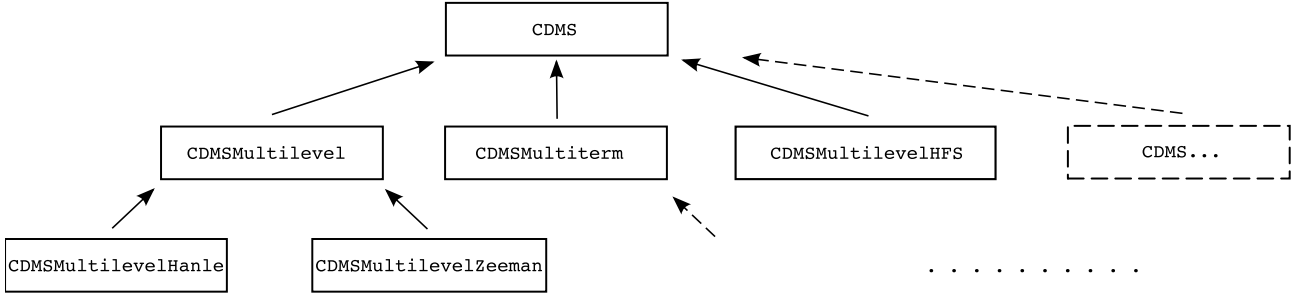 CDMS
CDMSMultilevel
CDMSMultiterm
CDMSMultilevelHFS
CDMS...
CDMSMultilevelHanle
CDMSMultilevelZeeman
. . . . . . . . . .